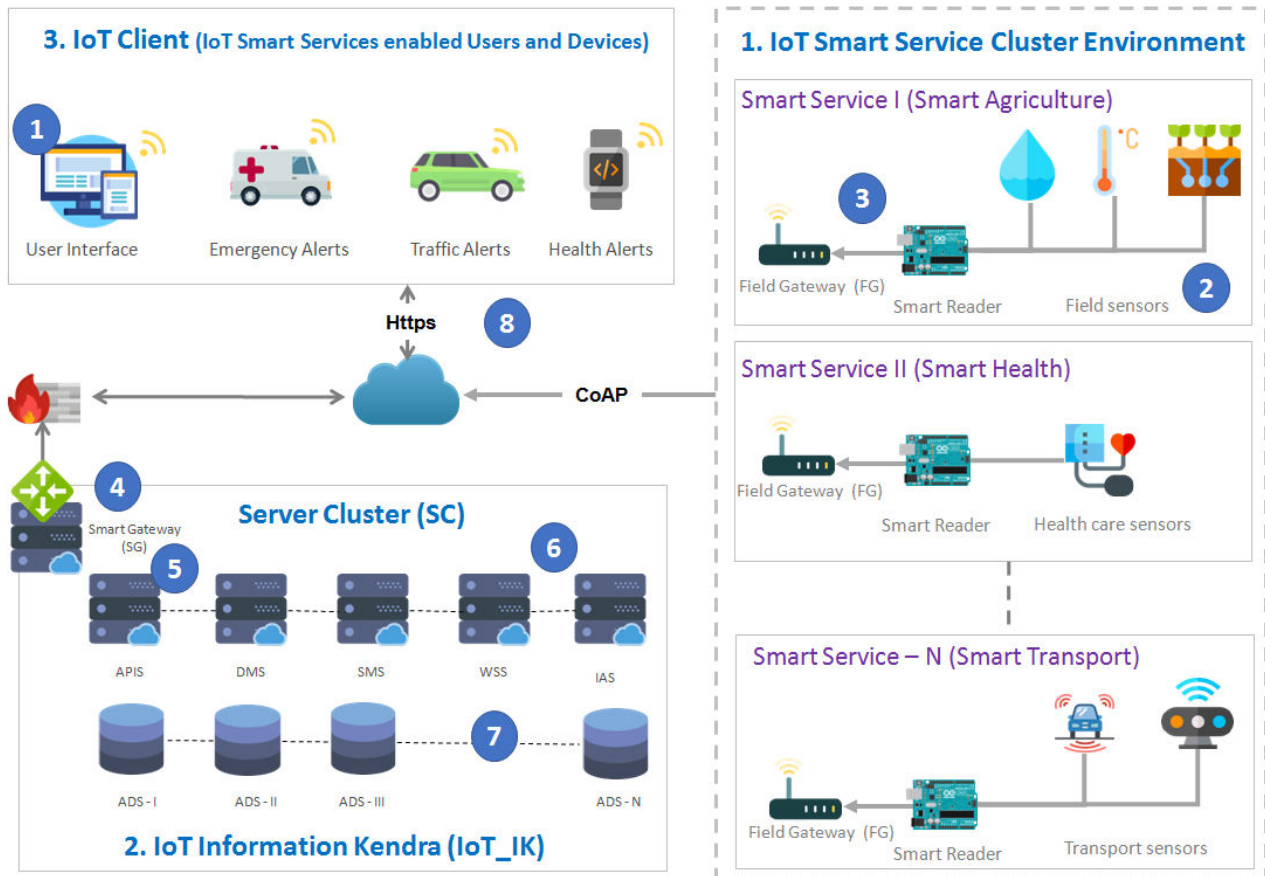 3. IoT Client (IoT Smart Services enabled Users and Devices)
1
User Interface
Emergency Alerts
Traffic Alerts
Health Alerts
</>
Https
8
CoAP
4
Server Cluster (SC)
Smart Gateway
(SG)
5
6
APIS
DMS
SMS
WSS
IAS
7
ADS - I
ADS - II
ADS - III
ADS - N
2. IoT Information Kendra (IoT_IK)
1. IoT Smart Service Cluster Environment
Smart Service I (Smart Agriculture)
°C
3
2
Field Gateway (FG)
Smart Reader
Field sensors
Smart Service II (Smart Health)
Field Gateway (FG)
Smart Reader
Health care sensors
Smart Service – N (Smart Transport)
Field Gateway (FG)
Smart Reader
Transport sensors